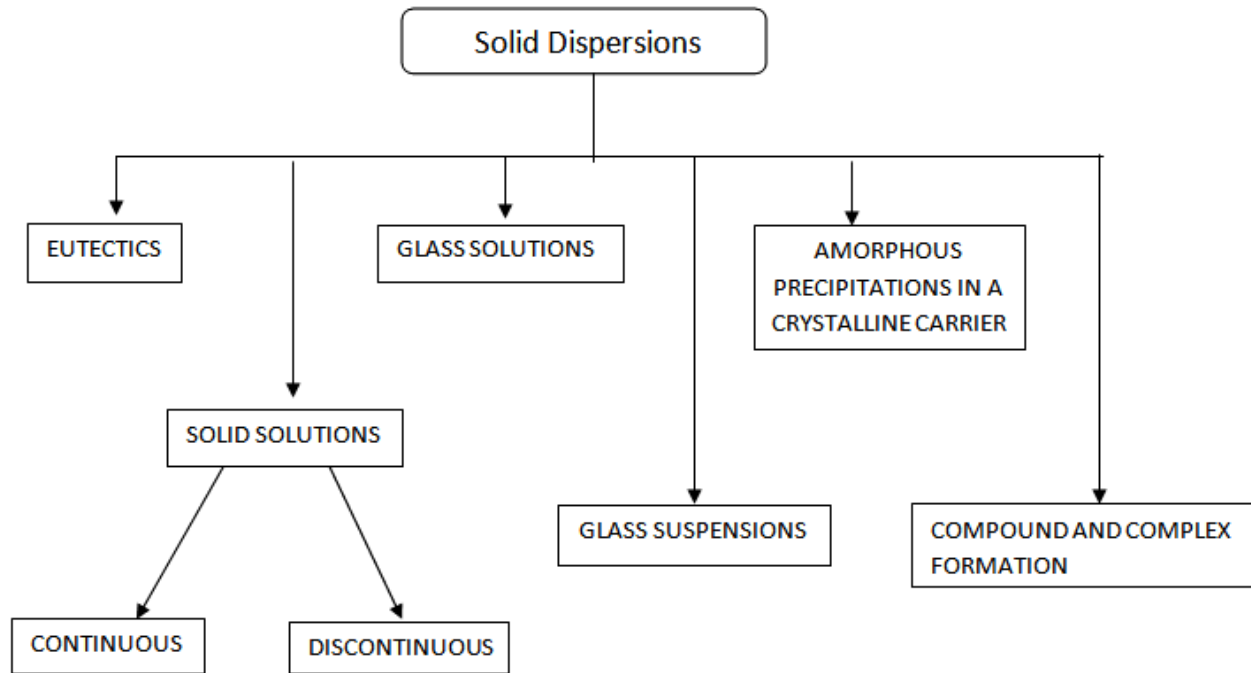 Solid Dispersions
EUTECTICS
GLASS SOLUTIONS
AMORPHOUS
PRECIPITATIONS IN A
CRYSTALLINE CARRIER
SOLID SOLUTIONS
GLASS SUSPENSIONS
COMPOUND AND COMPLEX
FORMATION
CONTINUOUS
DISCONTINUOUS